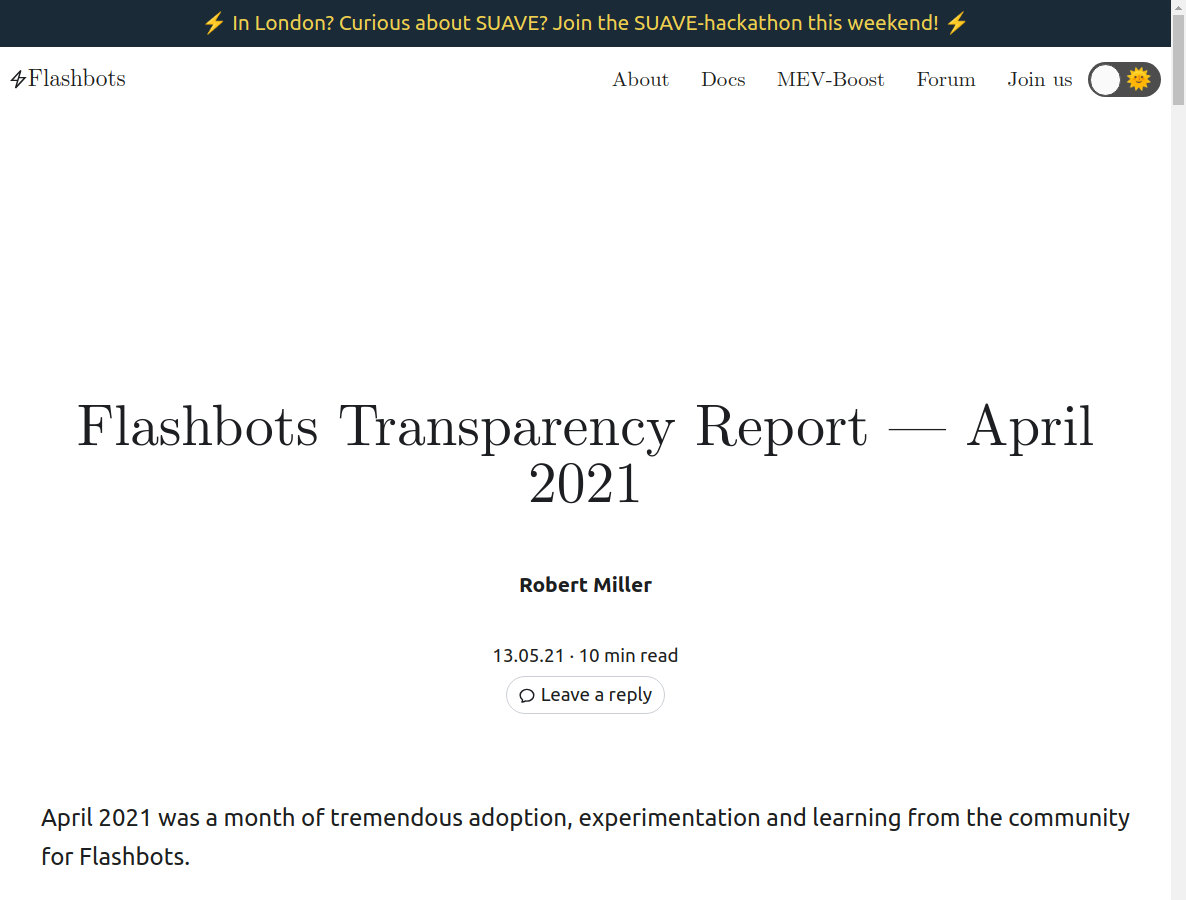 ⚡ In London? Curious about SUAVE? Join the SUAVE-hackathon this weekend! ⚡
Flashbots
About Docs MEV-Boost Forum Join us
Flashbots Transparency Report — April
2021
Robert Miller
13.05.21 · 10 min read
Leave a reply
April 2021 was a month of tremendous adoption, experimentation and learning from the community
for Flashbots.